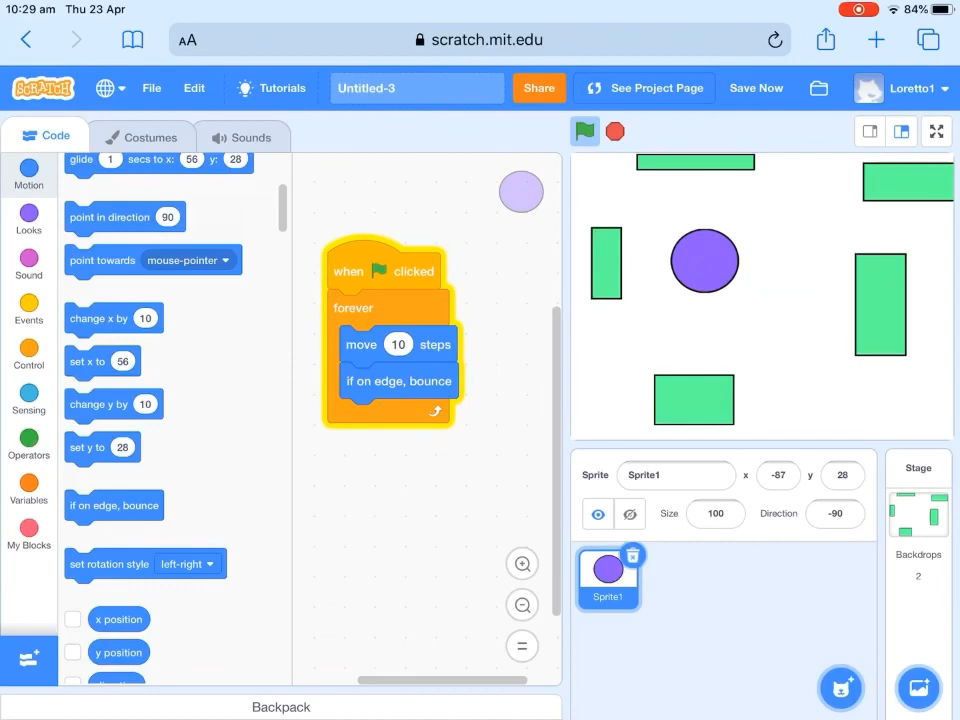 10:29 am Thu 23 Apr
84%
AA
scratch.mit.edu
SCRATCH
File
Edit
Tutorials
Untitled-3
Share
See Project Page
Save Now
Loretto1
Code
Costumes
Sounds
Motion
Looks
Sound
Events
Control
Sensing
Operators
Variables
My Blocks
glide 1 secs to x: 56 y: 28
point in direction 90
point towards mouse-pointer
change x by 10
set x to 56
change y by 10
set y to 28
if on edge, bounce
set rotation style left-right
x position
y position
when clicked
forever
move 10 steps
if on edge, bounce
Backpack
Sprite Sprite1 x -87 y 28
Size 100 Direction -90
Sprite1
Stage
Backdrops
2